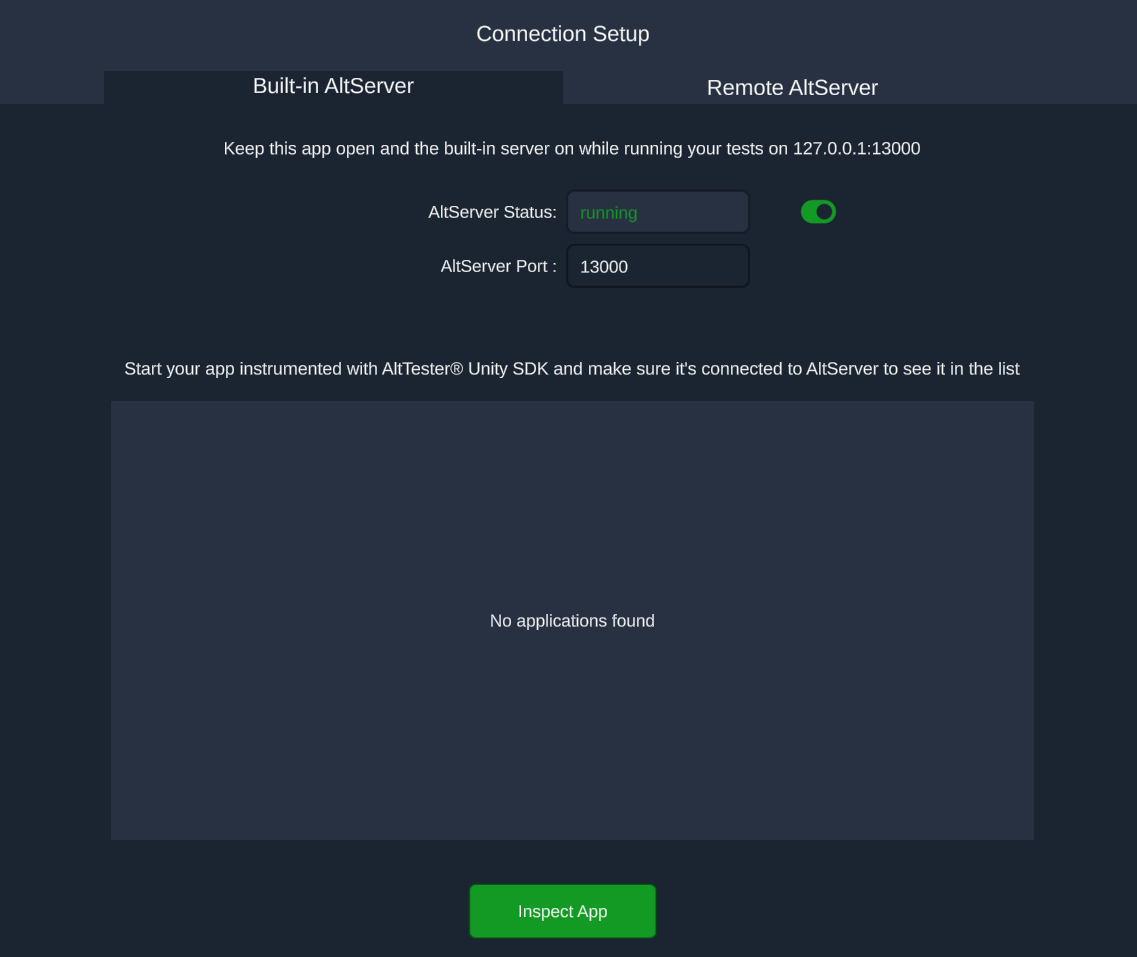 Connection Setup
Built-in AltServer
Remote AltServer
Keep this app open and the built-in server on while running your tests on 127.0.0.1:13000
AltServer Status: running
AltServer Port : 13000
Start your app instrumented with AltTester® Unity SDK and make sure it's connected to AltServer to see it in the list
No applications found
Inspect App